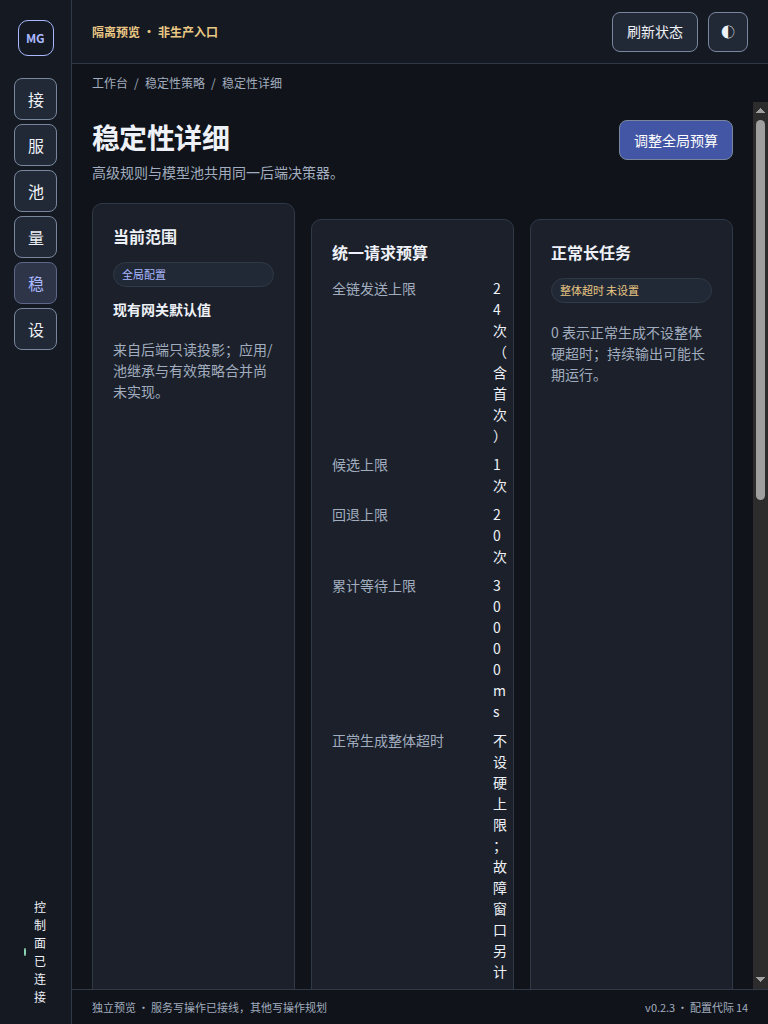 MG
接
服
池
量
稳
设
控制面已连接
隔离预览 · 非生产入口
刷新状态
工作台 / 稳定性策略 / 稳定性详细
稳定性详细
高级规则与模型池共用同一后端决策器。
调整全局预算
当前范围
全局配置
现有网关默认值
来自后端只读投影；应用/
池继承与有效策略合并尚
未实现。
统一请求预算
全链发送上限
24次（含首次）
候选上限
1次
回退上限
20次
累计等待上限
30000ms
正常生成整体超时
不设硬上限；故障窗口另计
正常长任务
整体超时 未设置
0 表示正常生成不设整体
硬超时；持续输出可能长
期运行。
独立预览 · 服务写操作已接线，其他写操作规划
v0.2.3 · 配置代际 14